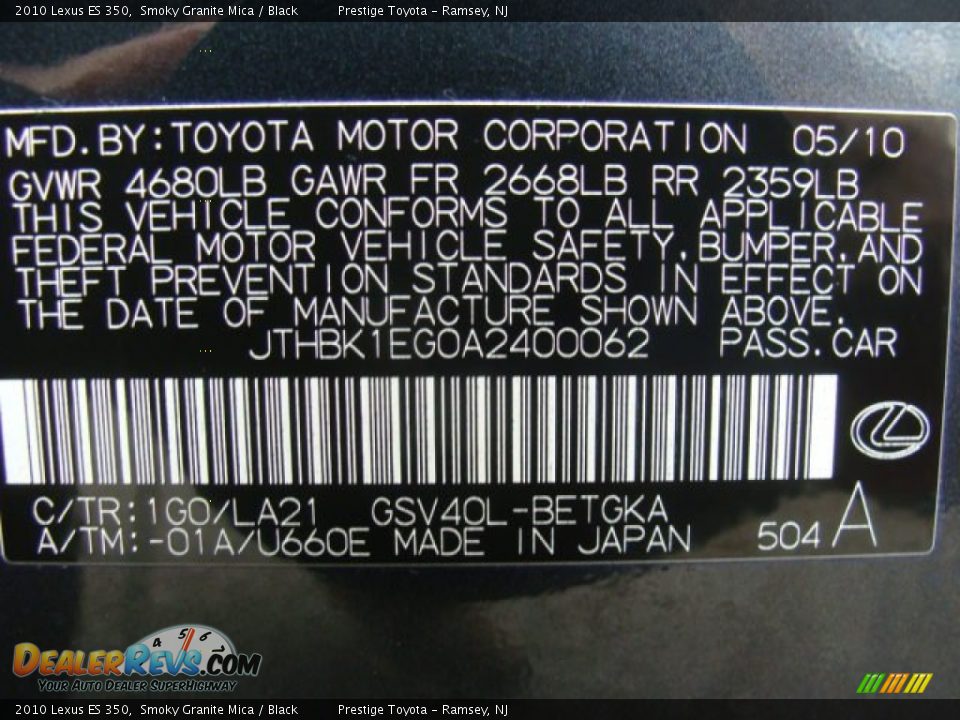 2010 Lexus ES 350, Smoky Granite Mica / Black Prestige Toyota - Ramsey, NJ
MFD.BY:TOYOTA MOTOR CORPORATION 05/10
GVWR 4680LB GAWR FR 2668LB RR 2359LB
THIS VEHICLE CONFORMS TO ALL APPLICABLE
FEDERAL MOTOR VEHICLE SAFETY,BUMPER,AND
THEFT PREVENTION STANDARDS IN EFFECT ON
THE DATE OF MANUFACTURE SHOWN ABOVE.
JTHBK1EG0A2400062 PASS.CAR
C/TR:1G0/LA21 GSV40L-BETGKA
A/TM:-01A/U660E MADE IN JAPAN 504 A
4 5 6
DEALERREVS.COM
YOUR AUTO DEALER SUPERHIGHWAY
2010 Lexus ES 350, Smoky Granite Mica / Black Prestige Toyota - Ramsey, NJ